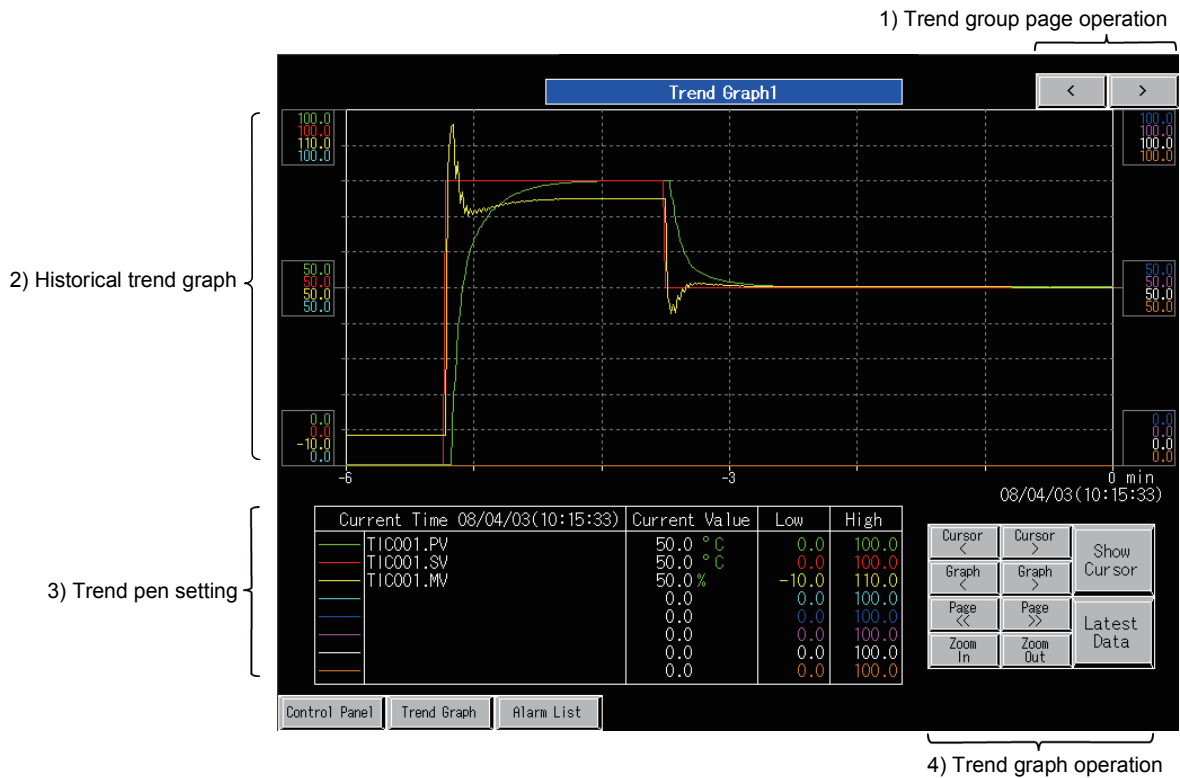 1) Trend group page operation
Trend Graph1
< >
100.0 100.0
100.0 100.0
110.0 100.0
100.0 100.0
2) Historical trend graph
50.0 50.0
50.0 50.0
50.0 50.0
50.0 50.0
0.0 0.0
0.0 0.0
-10.0 0.0
0.0 0.0
-6 -3 0 min
08/04/03(10:15:33)
3) Trend pen setting
Current Time 08/04/03(10:15:33) Current Value Low High
TIC001.PV 50.0 °C 0.0 100.0
TIC001.SV 50.0 °C 0.0 100.0
TIC001.MV 50.0 % -10.0 110.0
0.0 0.0 100.0
0.0 0.0 100.0
0.0 0.0 100.0
0.0 0.0 100.0
0.0 0.0 100.0
Cursor <
Cursor >
Show Cursor
Graph <
Graph >
Page <<
Page >>
Latest Data
Zoom In
Zoom Out
Control Panel Trend Graph Alarm List
4) Trend graph operation